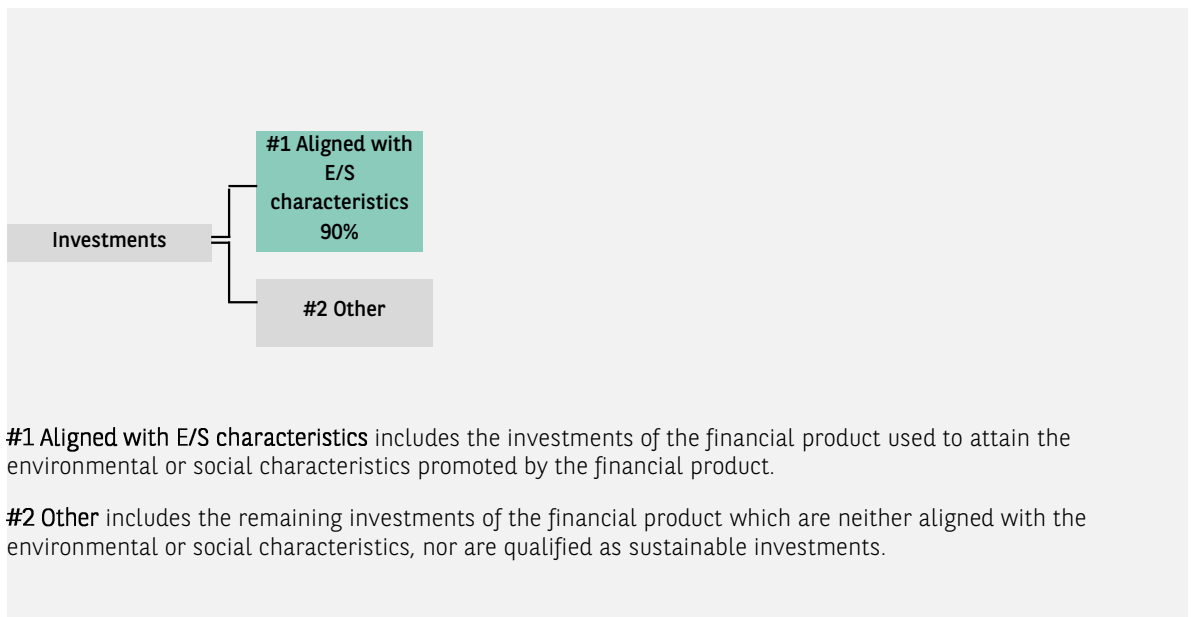 #1 Aligned with
E/S
characteristics
90%
Investments
#2 Other
#1 Aligned with E/S characteristics includes the investments of the financial product used to attain the
environmental or social characteristics promoted by the financial product.
#2 Other includes the remaining investments of the financial product which are neither aligned with the
environmental or social characteristics, nor are qualified as sustainable investments.